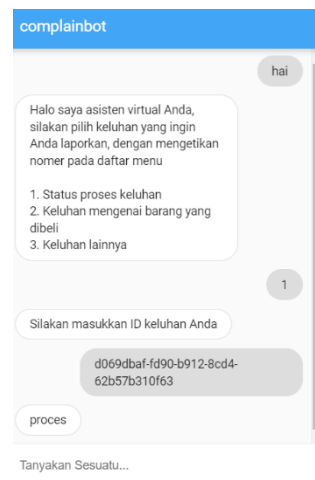 complainbot
hai
Halo saya asisten virtual Anda,
silakan pilih keluhan yang ingin
Anda laporkan, dengan mengetikan
nomer pada daftar menu
1. Status proses keluhan
2. Keluhan mengenai barang yang
dibeli
3. Keluhan lainnya
1
Silakan masukkan ID keluhan Anda
d069dbaf-fd90-b912-8cd4-
62b57b310f63
proces
Tanyakan Sesuatu...